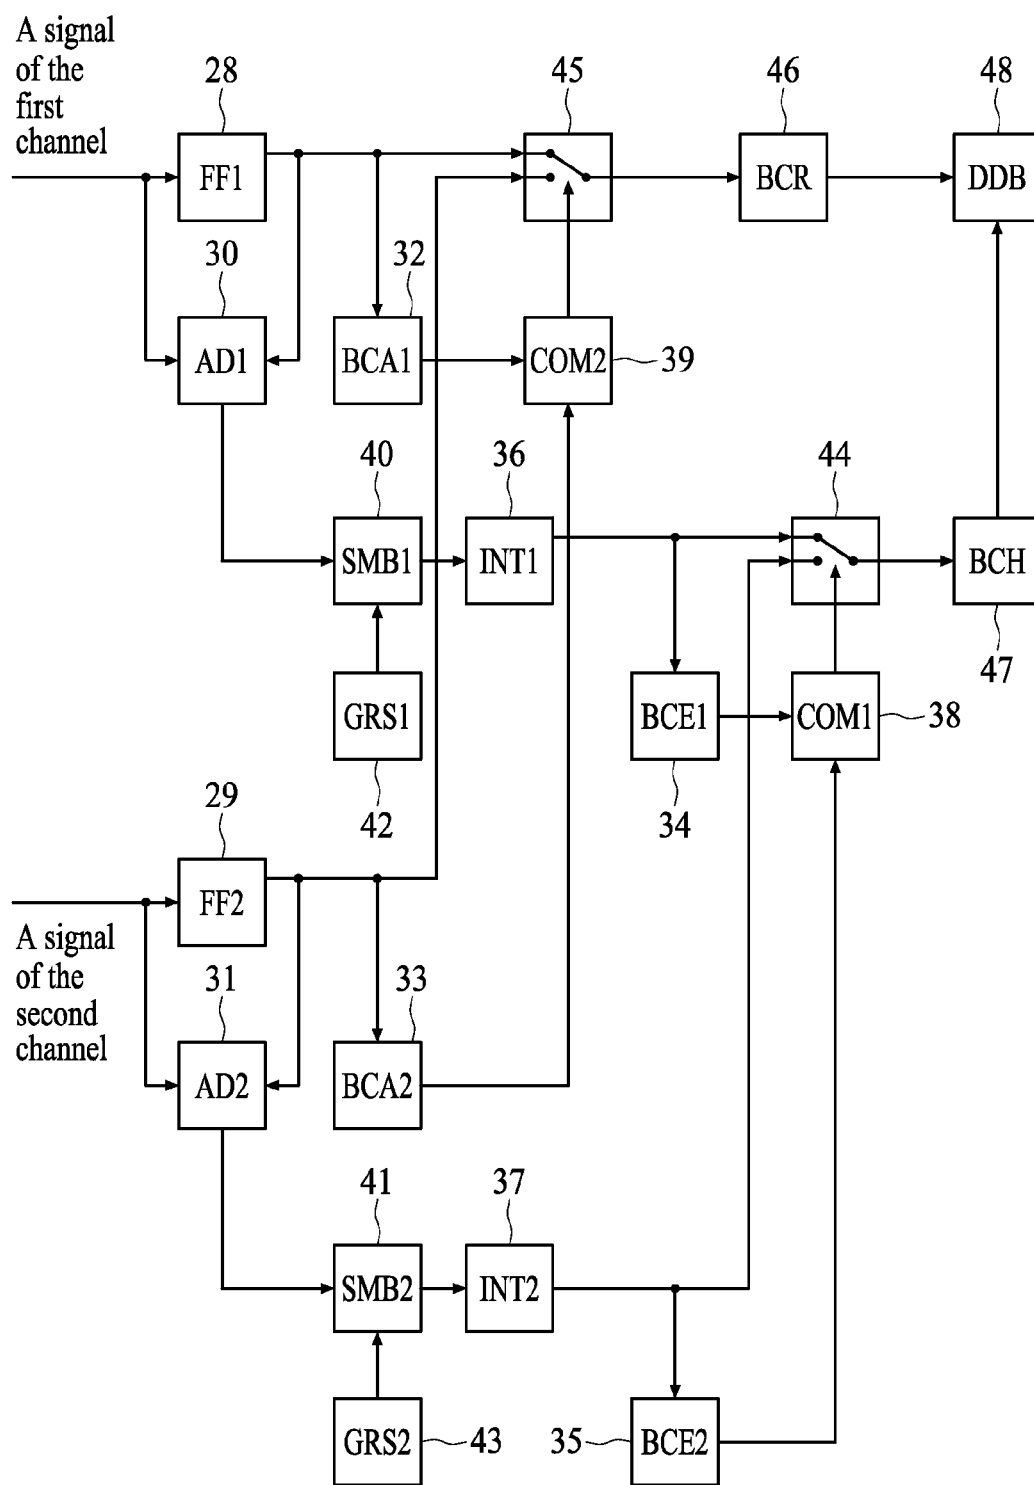 A signal
of the
first
channel
28
45
46
48
FF1
BCR
DDB
30
32
AD1
BCA1
COM2
39
40
36
44
SMB1
INT1
BCH
47
GRS1
BCE1
COM1
38
42
34
29
FF2
A signal
of the
second
channel
31
33
AD2
BCA2
41
37
SMB2
INT2
GRS2
43
35
BCE2